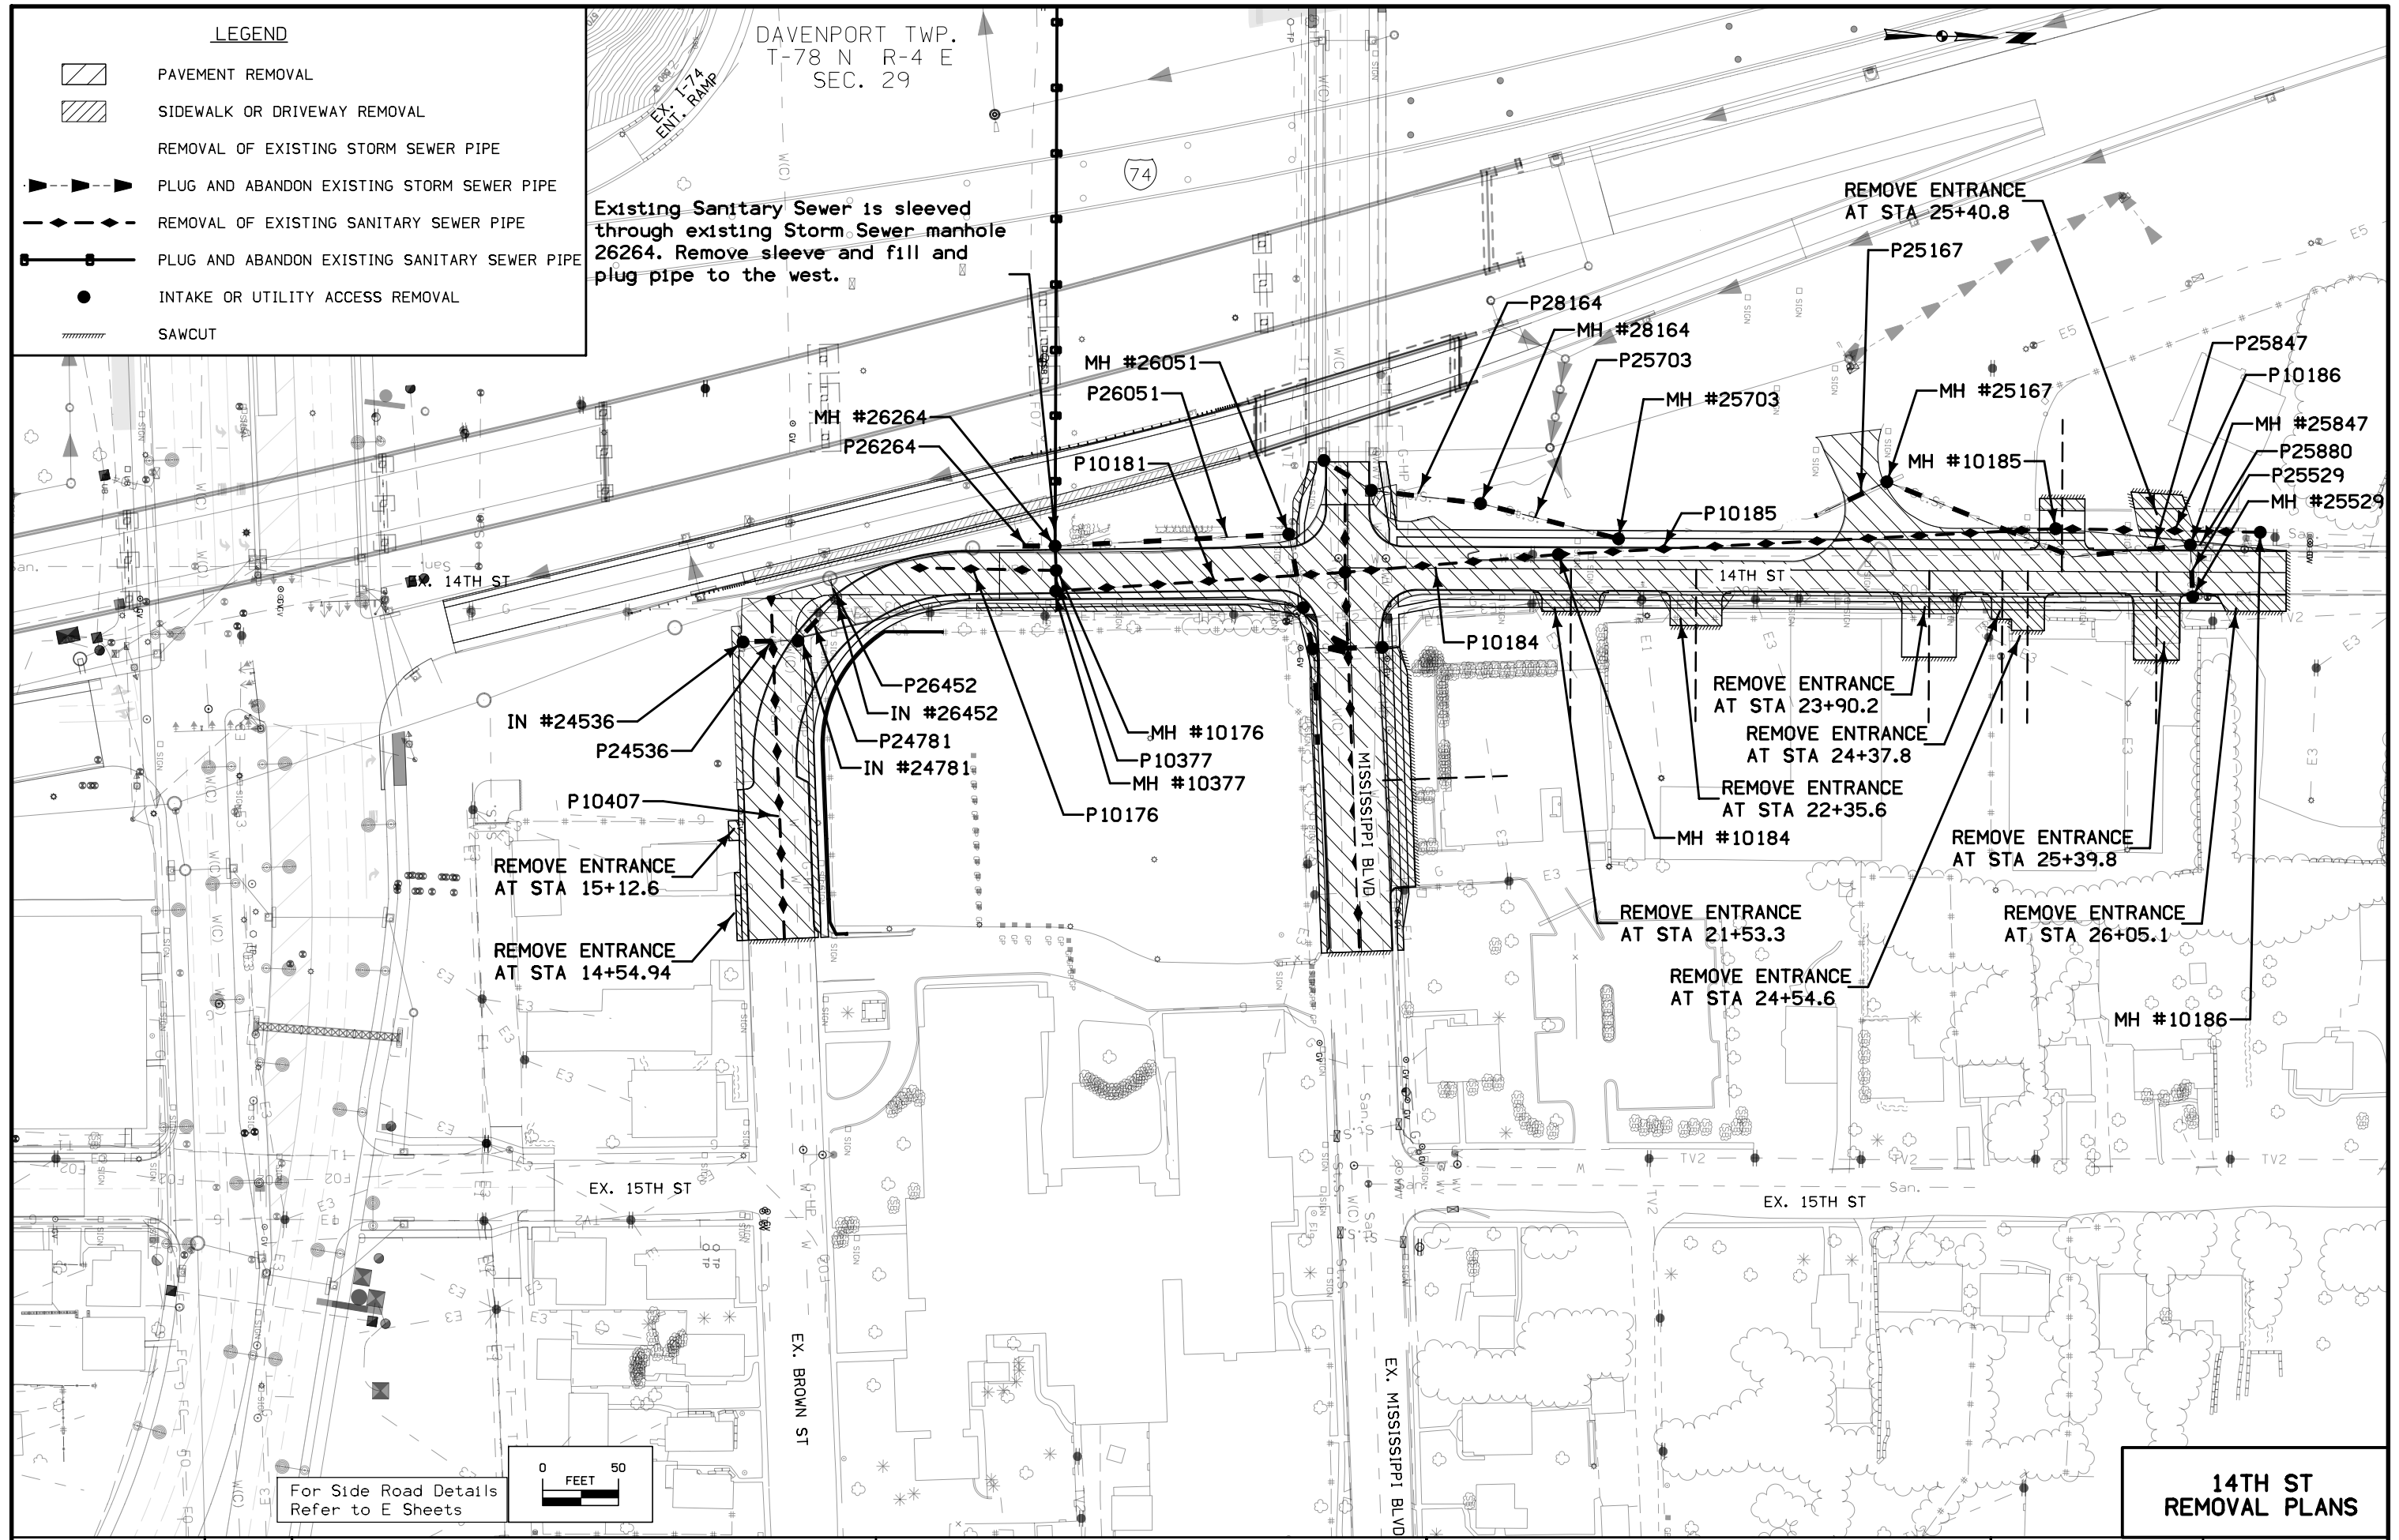 LEGEND
PAVEMENT REMOVAL
SIDEWALK OR DRIVEWAY REMOVAL
REMOVAL OF EXISTING STORM SEWER PIPE
PLUG AND ABANDON EXISTING STORM SEWER PIPE
REMOVAL OF EXISTING SANITARY SEWER PIPE
PLUG AND ABANDON EXISTING SANITARY SEWER PIPE
INTAKE OR UTILITY ACCESS REMOVAL
SAWCUT
DAVENPORT TWP.
T-78 N R-4 E
SEC. 29
EX. I-74
ENT. RAMP
74
Existing Sanitary Sewer is sleeved
through existing Storm Sewer manhole
26264. Remove sleeve and fill and
plug pipe to the west.
REMOVE ENTRANCE
AT STA 25+40.8
P25167
P28164
MH #28164
P25703
MH #25703
MH #25167
MH #10185
P25847
P10186
MH #25847
P25880
P25529
MH #25529
MH #26051
P26051
MH #26264
P26264
P10181
P10185
EX. 14TH ST
14TH ST
P10184
P26452
IN #26452
P24781
IN #24781
IN #24536
P24536
P10407
MH #10176
P10377
MH #10377
P10176
MISSISSIPPI BLVD
REMOVE ENTRANCE
AT STA 23+90.2
REMOVE ENTRANCE
AT STA 24+37.8
REMOVE ENTRANCE
AT STA 22+35.6
MH #10184
REMOVE ENTRANCE
AT STA 25+39.8
REMOVE ENTRANCE
AT STA 15+12.6
REMOVE ENTRANCE
AT STA 14+54.94
REMOVE ENTRANCE
AT STA 21+53.3
REMOVE ENTRANCE
AT STA 26+05.1
REMOVE ENTRANCE
AT STA 24+54.6
MH #10186
EX. 15TH ST
EX. 15TH ST
EX. BROWN ST
EX. MISSISSIPPI BLVD
For Side Road Details
Refer to E Sheets
0 50
FEET
14TH ST
REMOVAL PLANS